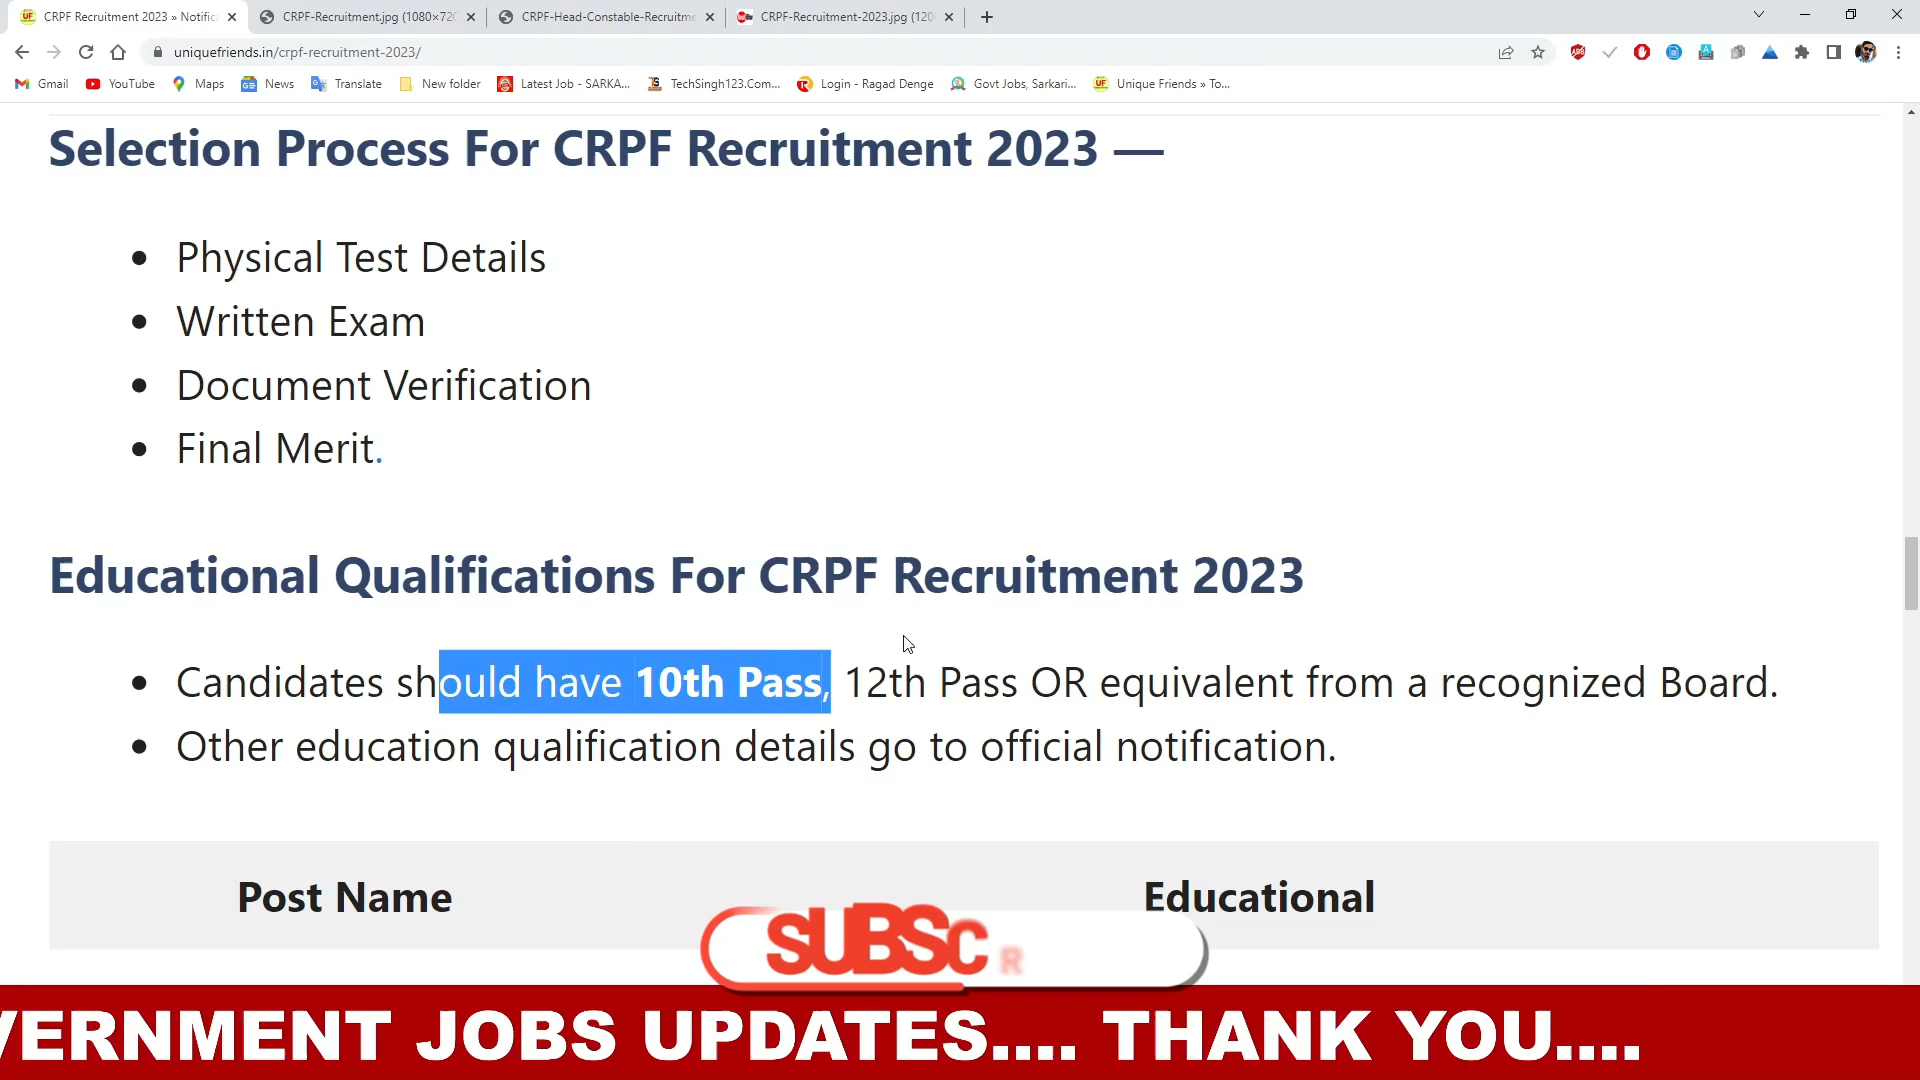 CRPF Recruitment 2023 » Notific
CRPF-Recruitment.jpg (1080×720
CRPF-Head-Constable-Recruitme
CRPF-Recruitment-2023.jpg (120
uniquefriends.in/crpf-recruitment-2023/
Gmail
YouTube
Maps
News
Translate
New folder
Latest Job - SARKA...
TechSingh123.Com...
Login - Ragad Denge
Govt Jobs, Sarkari...
Unique Friends » To...
Selection Process For CRPF Recruitment 2023 —
• Physical Test Details
• Written Exam
• Document Verification
• Final Merit.
Educational Qualifications For CRPF Recruitment 2023
• Candidates should have 10th Pass, 12th Pass OR equivalent from a recognized Board.
• Other education qualification details go to official notification.
Post Name
Educational
SUBSCR
VERNMENT JOBS UPDATES.... THANK YOU....